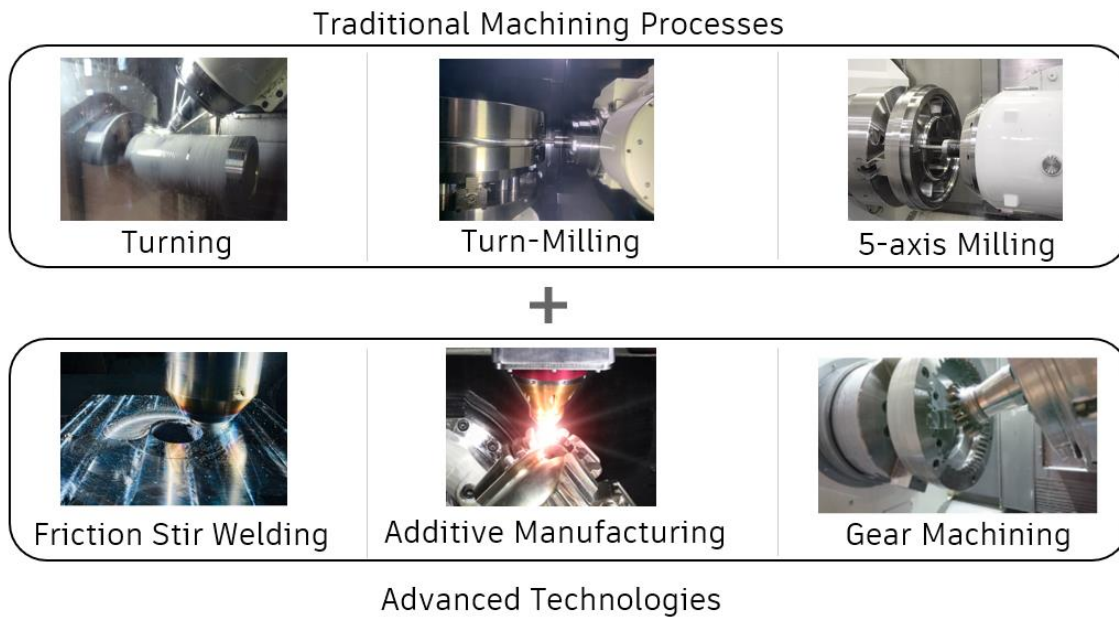 Traditional Machining Processes
Turning
Turn-Milling
5-axis Milling
+
Friction Stir Welding
Additive Manufacturing
Gear Machining
Advanced Technologies